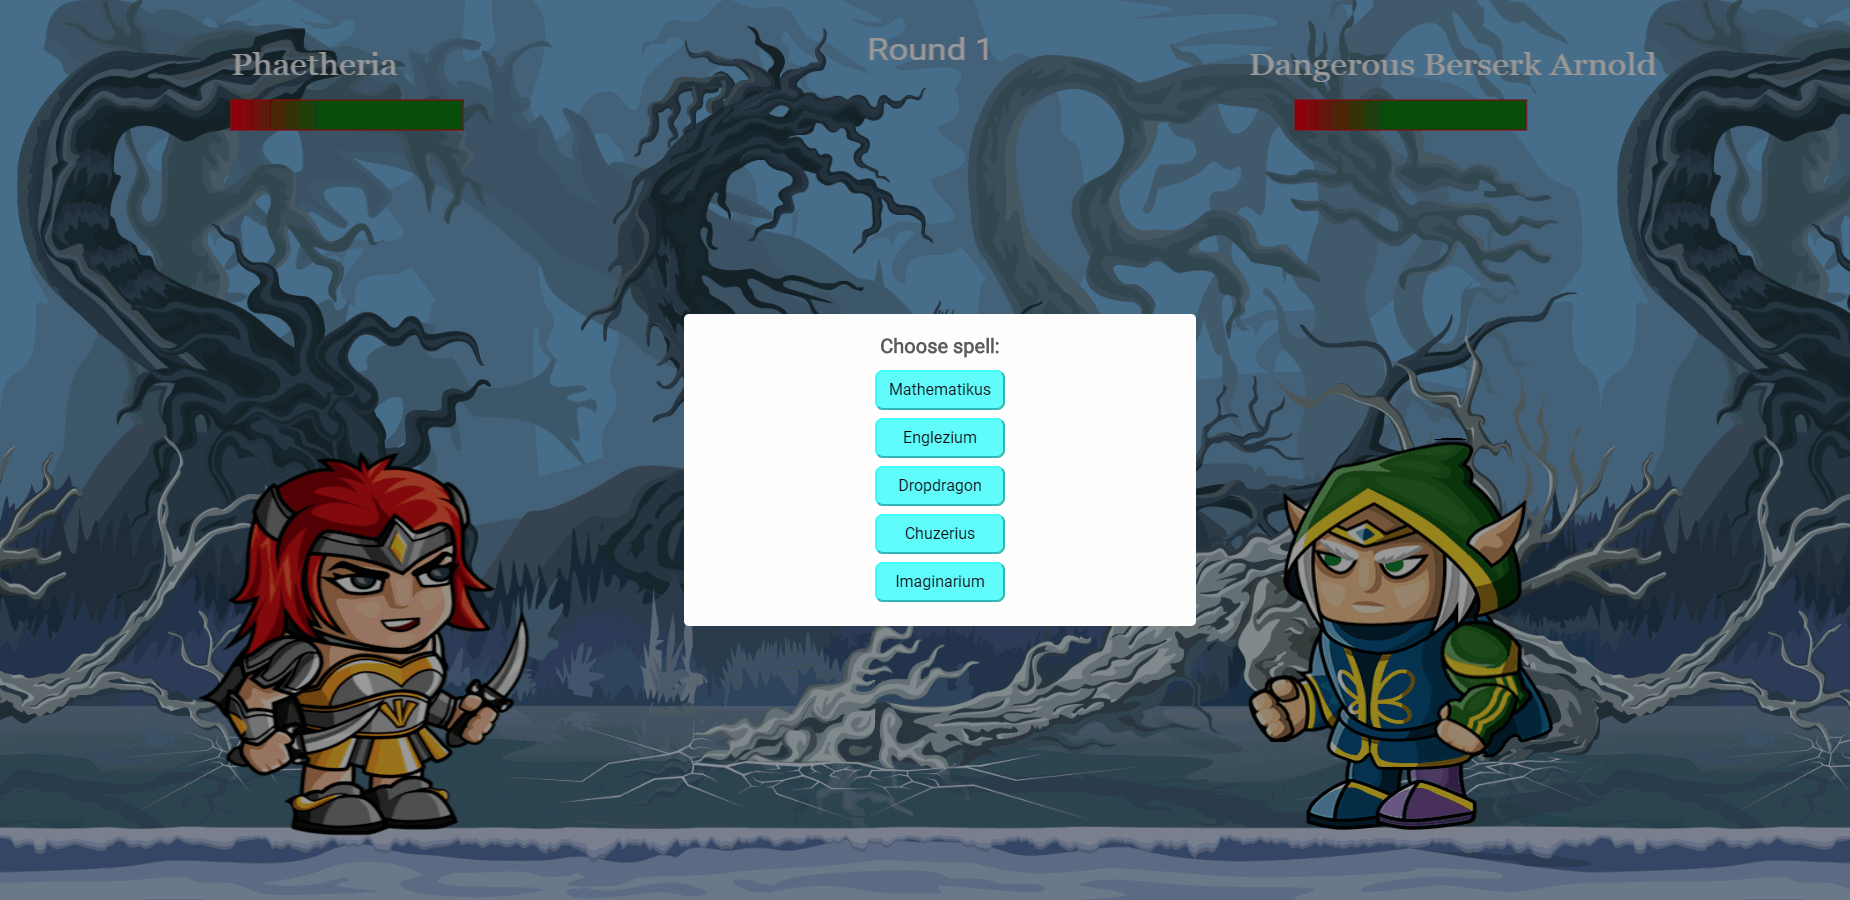 Phaetheria
Round 1
Dangerous Berserk Arnold
Choose spell:
Mathematikus
Englezium
Dropdragon
Chuzerius
Imaginarium